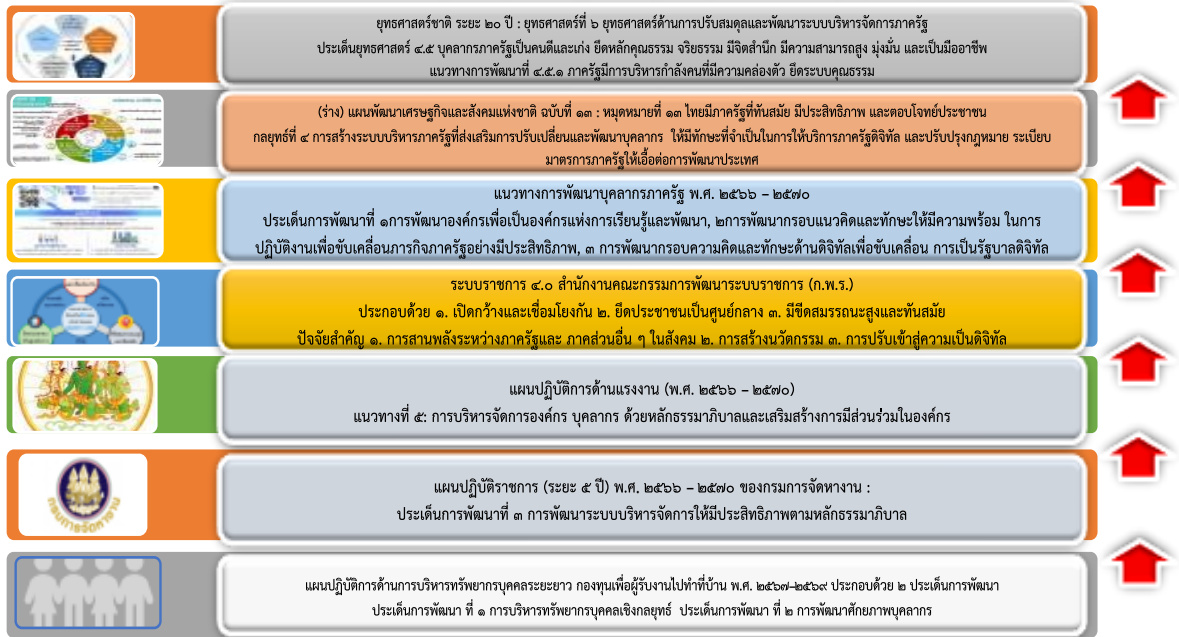 ยุทธศาสตร์ชาติ ระยะ ๒๐ ปี : ยุทธศาสตร์ที่ ๖ ยุทธศาสตร์ด้านการปรับสมดุลและพัฒนาระบบบริหารจัดการภาครัฐ
ประเด็นยุทธศาสตร์ ๔.๕ บุคลากรภาครัฐเป็นคนดีและเก่ง ยึดหลักคุณธรรม จริยธรรม มีจิตสำนึก มีความสามารถสูง มุ่งมั่น และเป็นมืออาชีพ
แนวทางการพัฒนาที่ ๔.๕.๑ ภาครัฐมีการบริหารกำลังคนที่มีความคล่องตัว ยึดระบบคุณธรรม
(ร่าง) แผนพัฒนาเศรษฐกิจและสังคมแห่งชาติ ฉบับที่ ๑๓ : หมุดหมายที่ ๑๓ ไทยมีภาครัฐที่ทันสมัย มีประสิทธิภาพ และตอบโจทย์ประชาชน
กลยุทธ์ที่ ๔ การสร้างระบบบริหารภาครัฐที่ส่งเสริมการปรับเปลี่ยนและพัฒนาบุคลากร ให้มีทักษะที่จำเป็นในการให้บริการภาครัฐดิจิทัล และปรับปรุงกฎหมาย ระเบียบ
มาตรการภาครัฐให้เอื้อต่อการพัฒนาประเทศ
แนวทางการพัฒนาบุคลากรภาครัฐ พ.ศ. ๒๕๖๖ – ๒๕๗๐
ประเด็นการพัฒนาที่ ๑การพัฒนาองค์กรเพื่อเป็นองค์กรแห่งการเรียนรู้และพัฒนา, ๒การพัฒนากรอบแนวคิดและทักษะให้มีความพร้อม ในการ
ปฏิบัติงานเพื่อขับเคลื่อนภารกิจภาครัฐอย่างมีประสิทธิภาพ, ๓ การพัฒนากรอบความคิดและทักษะด้านดิจิทัลเพื่อขับเคลื่อน การเป็นรัฐบาลดิจิทัล
ระบบราชการ ๔.๐ สำนักงานคณะกรรมการพัฒนาระบบราชการ (ก.พ.ร.)
ประกอบด้วย ๑. เปิดกว้างและเชื่อมโยงกัน ๒. ยึดประชาชนเป็นศูนย์กลาง ๓. มีขีดสมรรถนะสูงและทันสมัย
ปัจจัยสำคัญ ๑. การสานพลังระหว่างภาครัฐและ ภาคส่วนอื่น ๆ ในสังคม ๒. การสร้างนวัตกรรม ๓. การปรับเข้าสู่ความเป็นดิจิทัล
แผนปฏิบัติการด้านแรงงาน (พ.ศ. ๒๕๖๖ – ๒๕๗๐)
แนวทางที่ ๕: การบริหารจัดการองค์กร บุคลากร ด้วยหลักธรรมาภิบาลและเสริมสร้างการมีส่วนร่วมในองค์กร
กรมการจัดหางาน
แผนปฏิบัติราชการ (ระยะ ๕ ปี) พ.ศ. ๒๕๖๖ – ๒๕๗๐ ของกรมการจัดหางาน :
ประเด็นการพัฒนาที่ ๓ การพัฒนาระบบบริหารจัดการให้มีประสิทธิภาพตามหลักธรรมาภิบาล
แผนปฏิบัติการด้านการบริหารทรัพยากรบุคคลระยะยาว กองทุนเพื่อผู้รับงานไปทำที่บ้าน พ.ศ. ๒๕๖๗–๒๕๖๙ ประกอบด้วย ๒ ประเด็นการพัฒนา
ประเด็นการพัฒนา ที่ ๑ การบริหารทรัพยากรบุคคลเชิงกลยุทธ์ ประเด็นการพัฒนา ที่ ๒ การพัฒนาศักยภาพบุคลากร